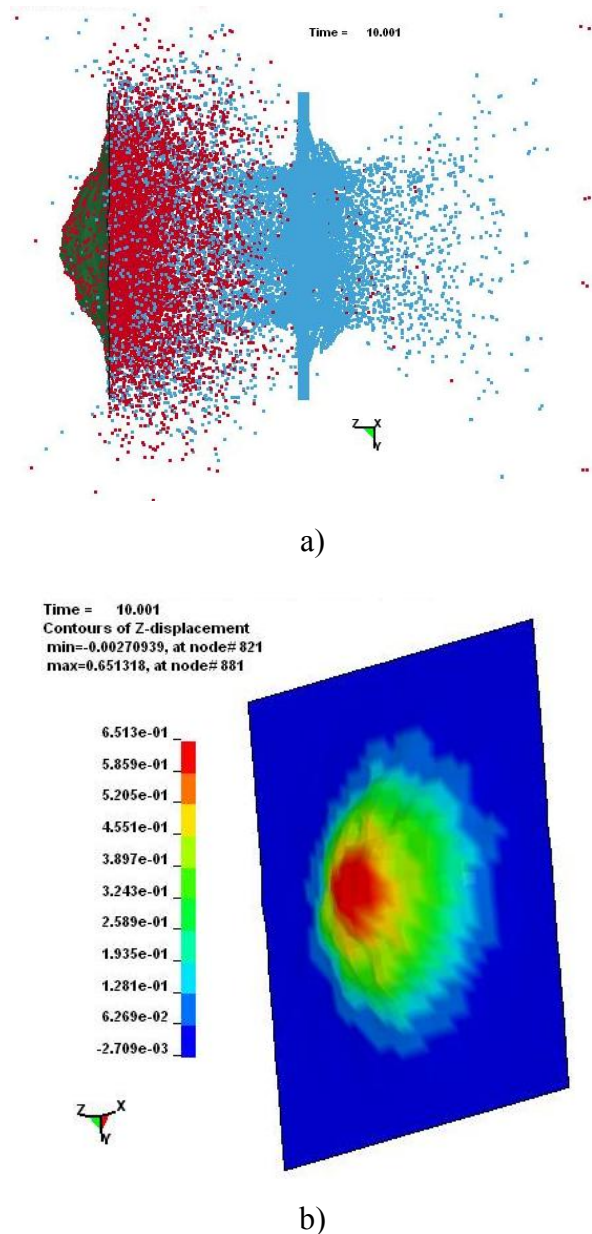 Time = 10.001
Z X
Y
a)
Time = 10.001
Contours of Z-displacement
min=-0.00270939, at node# 821
max=0.651318, at node# 881
6.513e-01
5.859e-01
5.205e-01
4.551e-01
3.897e-01
3.243e-01
2.589e-01
1.935e-01
1.281e-01
6.269e-02
-2.709e-03
Z X
Y
b)